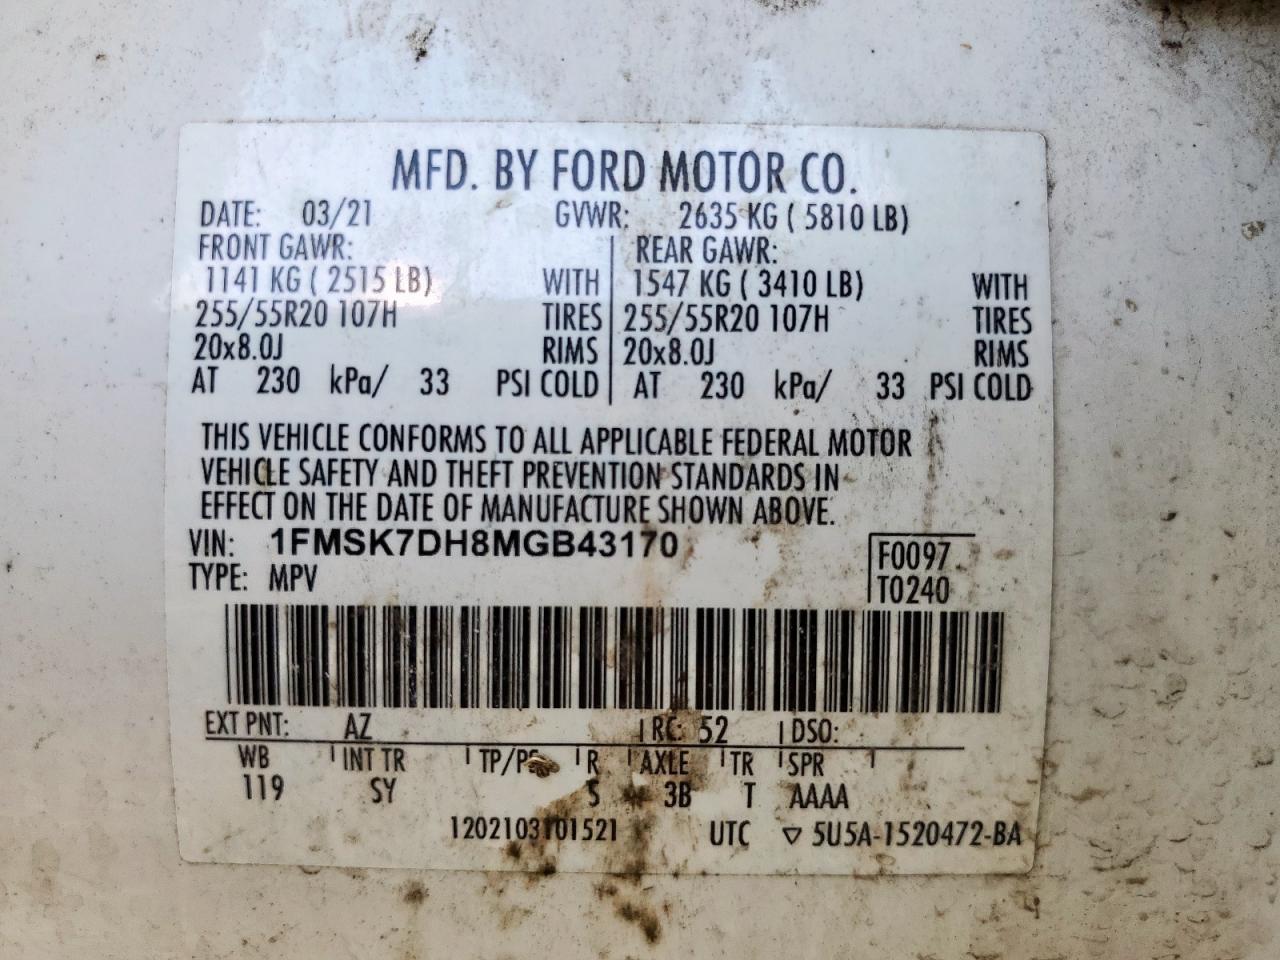 MFD. BY FORD MOTOR CO.
DATE: 03/21 GVWR: 2635 KG ( 5810 LB)
FRONT GAWR: REAR GAWR:
1141 KG ( 2515 LB) WITH 1547 KG ( 3410 LB) WITH
255/55R20 107H TIRES 255/55R20 107H TIRES
20x8.0J RIMS 20x8.0J RIMS
AT 230 kPa/ 33 PSI COLD AT 230 kPa/ 33 PSI COLD
THIS VEHICLE CONFORMS TO ALL APPLICABLE FEDERAL MOTOR
VEHICLE SAFETY AND THEFT PREVENTION STANDARDS IN
EFFECT ON THE DATE OF MANUFACTURE SHOWN ABOVE.
VIN: 1FMSK7DH8MGB43170 F0097
TYPE: MPV T0240
EXT PNT: AZ RC: 52 DSO:
WB INT TR R AXLE TR SPR
119 SY S 3B T AAAA
1202103101521 UTC ▽ 5U5A-1520472-BA